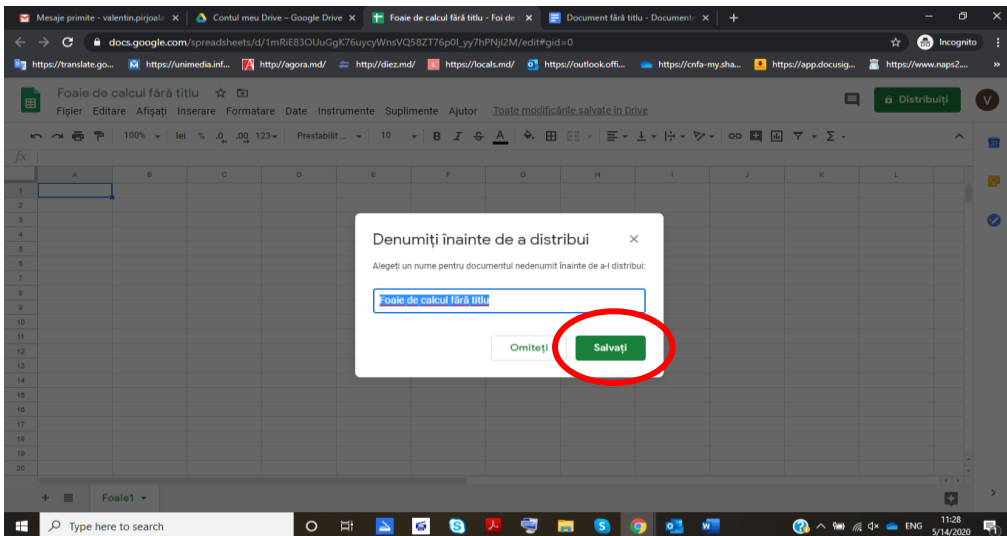 Mesaje primite - valentin.pirjoala
Contul meu Drive – Google Drive
Foaie de calcul fără titlu - Foi de
Document fără titlu - Documente
docs.google.com/spreadsheets/d/1mRiE83OUuGgK76uycyWnsVQ58ZT76p0l_yy7hPNjI2M/edit#gid=0
Incognito
https://translate.go...
https://unimedia.inf...
http://agora.md/
http://diez.md/
https://locals.md/
https://outlook.offi...
https://cnfa-my.sha...
https://app.docusig...
https://www.naps2....
Foaie de calcul fără titlu
Fișier Editare Afișați Inserare Formatare Date Instrumente Suplimente Ajutor Toate modificările salvate în Drive
Distribuiți
V
100% lei % .0 .00 123 Prestabilit ... 10 B I S A
fx
A B C D E F G H I J K L
1
2
3
4
5
6
7
8
9
10
11
12
13
14
15
16
17
18
19
20
Denumiți înainte de a distribui
Alegeți un nume pentru documentul nedenumit înainte de a-l distribui:
Foaie de calcul fără titlu
Omiteți Salvați
Foaie1
Type here to search
ENG
11:28
5/14/2020